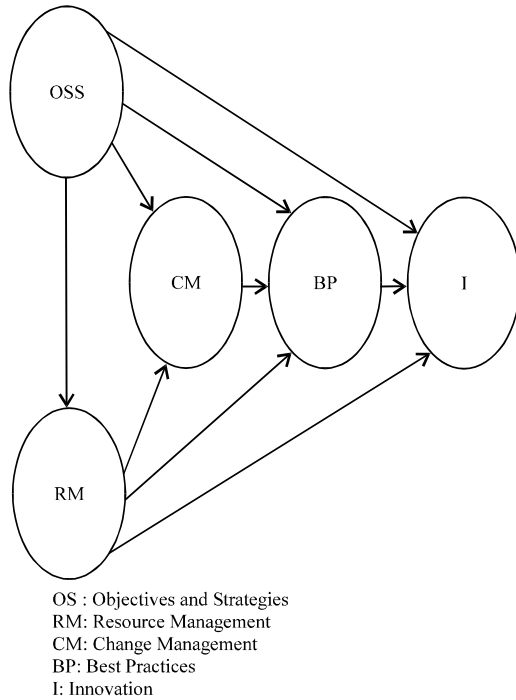 OSS
CM
BP
I
RM
OS : Objectives and Strategies
RM: Resource Management
CM: Change Management
BP: Best Practices
I: Innovation